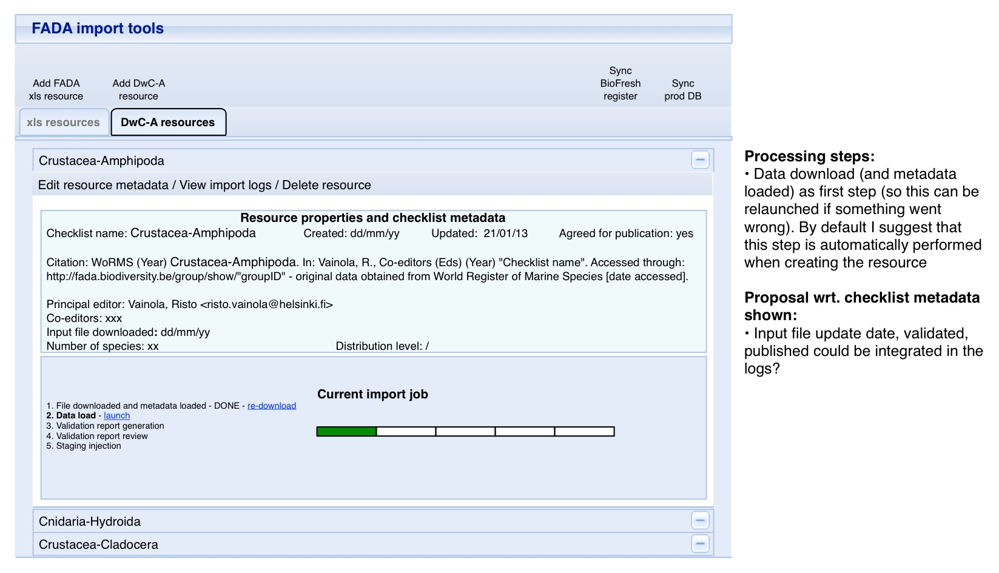 FADA import tools
Add FADA
xls resource
Add DwC-A
resource
Sync
BioFresh
register
Sync
prod DB
xls resources
DwC-A resources
Crustacea-Amphipoda
Edit resource metadata / View import logs / Delete resource
Resource properties and checklist metadata
Checklist name: Crustacea-Amphipoda Created: dd/mm/yy Updated: 21/01/13 Agreed for publication: yes
Citation: WoRMS (Year) Crustacea-Amphipoda. In: Vainola, R., Co-editors (Eds) (Year) "Checklist name". Accessed through:
http://fada.biodiversity.be/group/show/"groupID" - original data obtained from World Register of Marine Species [date accessed].
Principal editor: Vainola, Risto <risto.vainola@helsinki.fi>
Co-editors: xxx
Input file downloaded: dd/mm/yy
Number of species: xx Distribution level: /
Current import job
1. File downloaded and metadata loaded - DONE - re-download
2. Data load - launch
3. Validation report generation
4. Validation report review
5. Staging injection
Cnidaria-Hydroida
Crustacea-Cladocera
Processing steps:
• Data download (and metadata
loaded) as first step (so this can be
relaunched if something went
wrong). By default I suggest that
this step is automatically performed
when creating the resource
Proposal wrt. checklist metadata
shown:
• Input file update date, validated,
published could be integrated in the
logs?